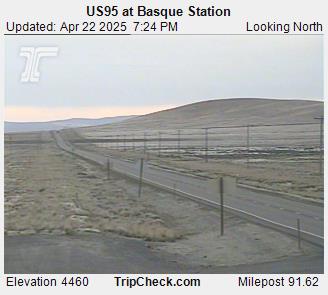 US95 at Basque Station
Updated: Apr 22 2025 7:24 PM Looking North
Elevation 4460 TripCheck.com Milepost 91.62